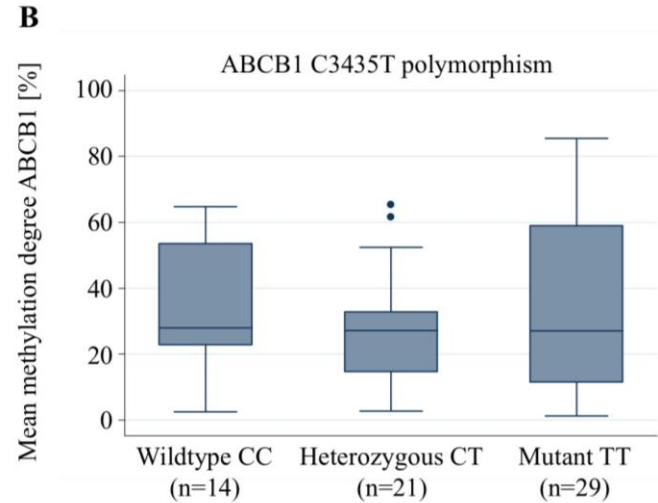 B
ABCB1 C3435T polymorphism
Mean methylation degree ABCB1 [%]
100
80
60
40
20
0
Wildtype CC Heterozygous CT Mutant TT
(n=14) (n=21) (n=29)